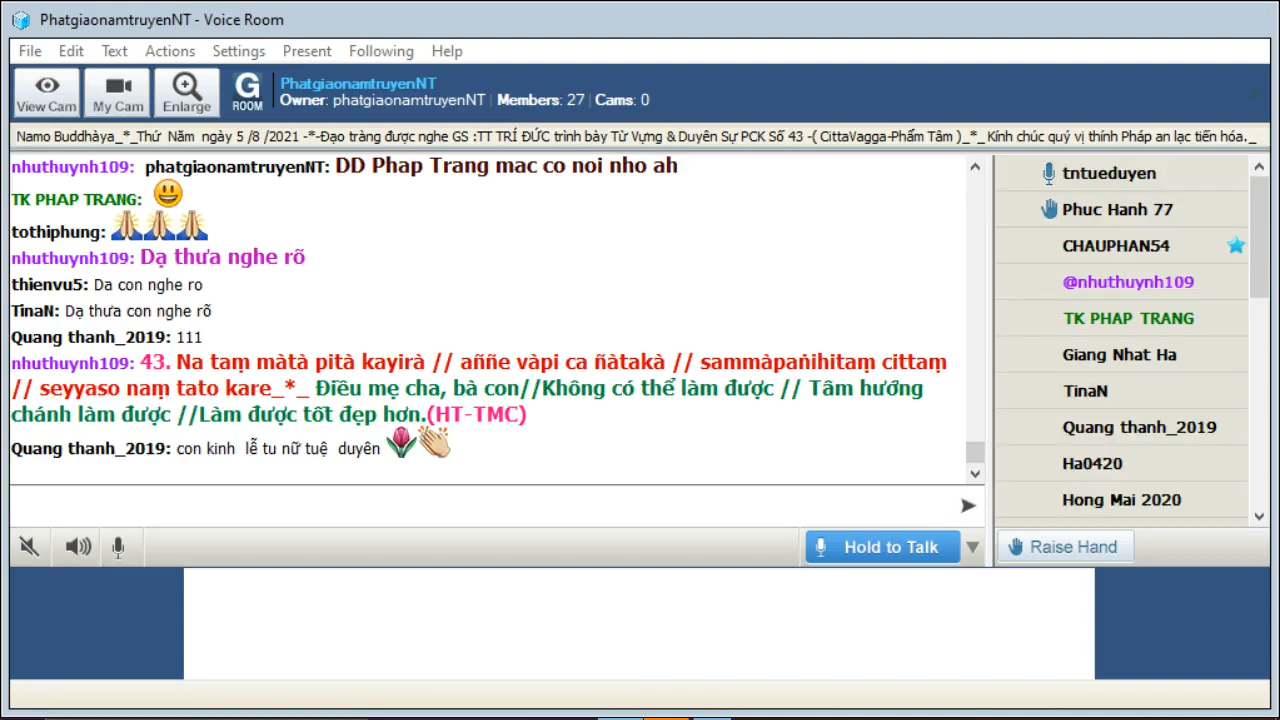 PhatgiaonamtruyenNT - Voice Room
File Edit Text Actions Settings Present Following Help
View Cam My Cam Enlarge G ROOM
PhatgiaonamtruyenNT
Owner: phatgiaonamtruyenNT | Members: 27 | Cams: 0
Namo Buddhàya_*_Thứ Năm ngày 5 /8 /2021 -*-Đạo tràng được nghe GS :TT TRÍ ĐỨC trình bày Từ Vựng & Duyên Sự PCK Số 43 -( CittaVagga-Phẩm Tâm )_*_ Kính chúc quý vị thính Pháp an lạc tiến hóa._
nhuthuynh109: phatgiaonamtruyenNT: DD Phap Trang mac co noi nho ah
TK PHAP TRANG:
tothiphung:
nhuthuynh109: Dạ thưa nghe rõ
thienvu5: Da con nghe ro
TinaN: Dạ thưa con nghe rõ
Quang thanh_2019: 111
nhuthuynh109: 43. Na taṃ màtà pità kayirà // aññe vàpi ca ñàtakà // sammàpaṅihitaṃ cittaṃ
// seyyaso naṃ tato kare_*_ Điều mẹ cha, bà con//Không có thể làm được // Tâm hướng
chánh làm được //Làm được tốt đẹp hơn.(HT-TMC)
Quang thanh_2019: con kinh lễ tu nữ tuệ duyên
tntueduyen
Phuc Hanh 77
CHAUPHAN54
@nhuthuynh109
TK PHAP TRANG
Giang Nhat Ha
TinaN
Quang thanh_2019
Ha0420
Hong Mai 2020
Hold to Talk
Raise Hand